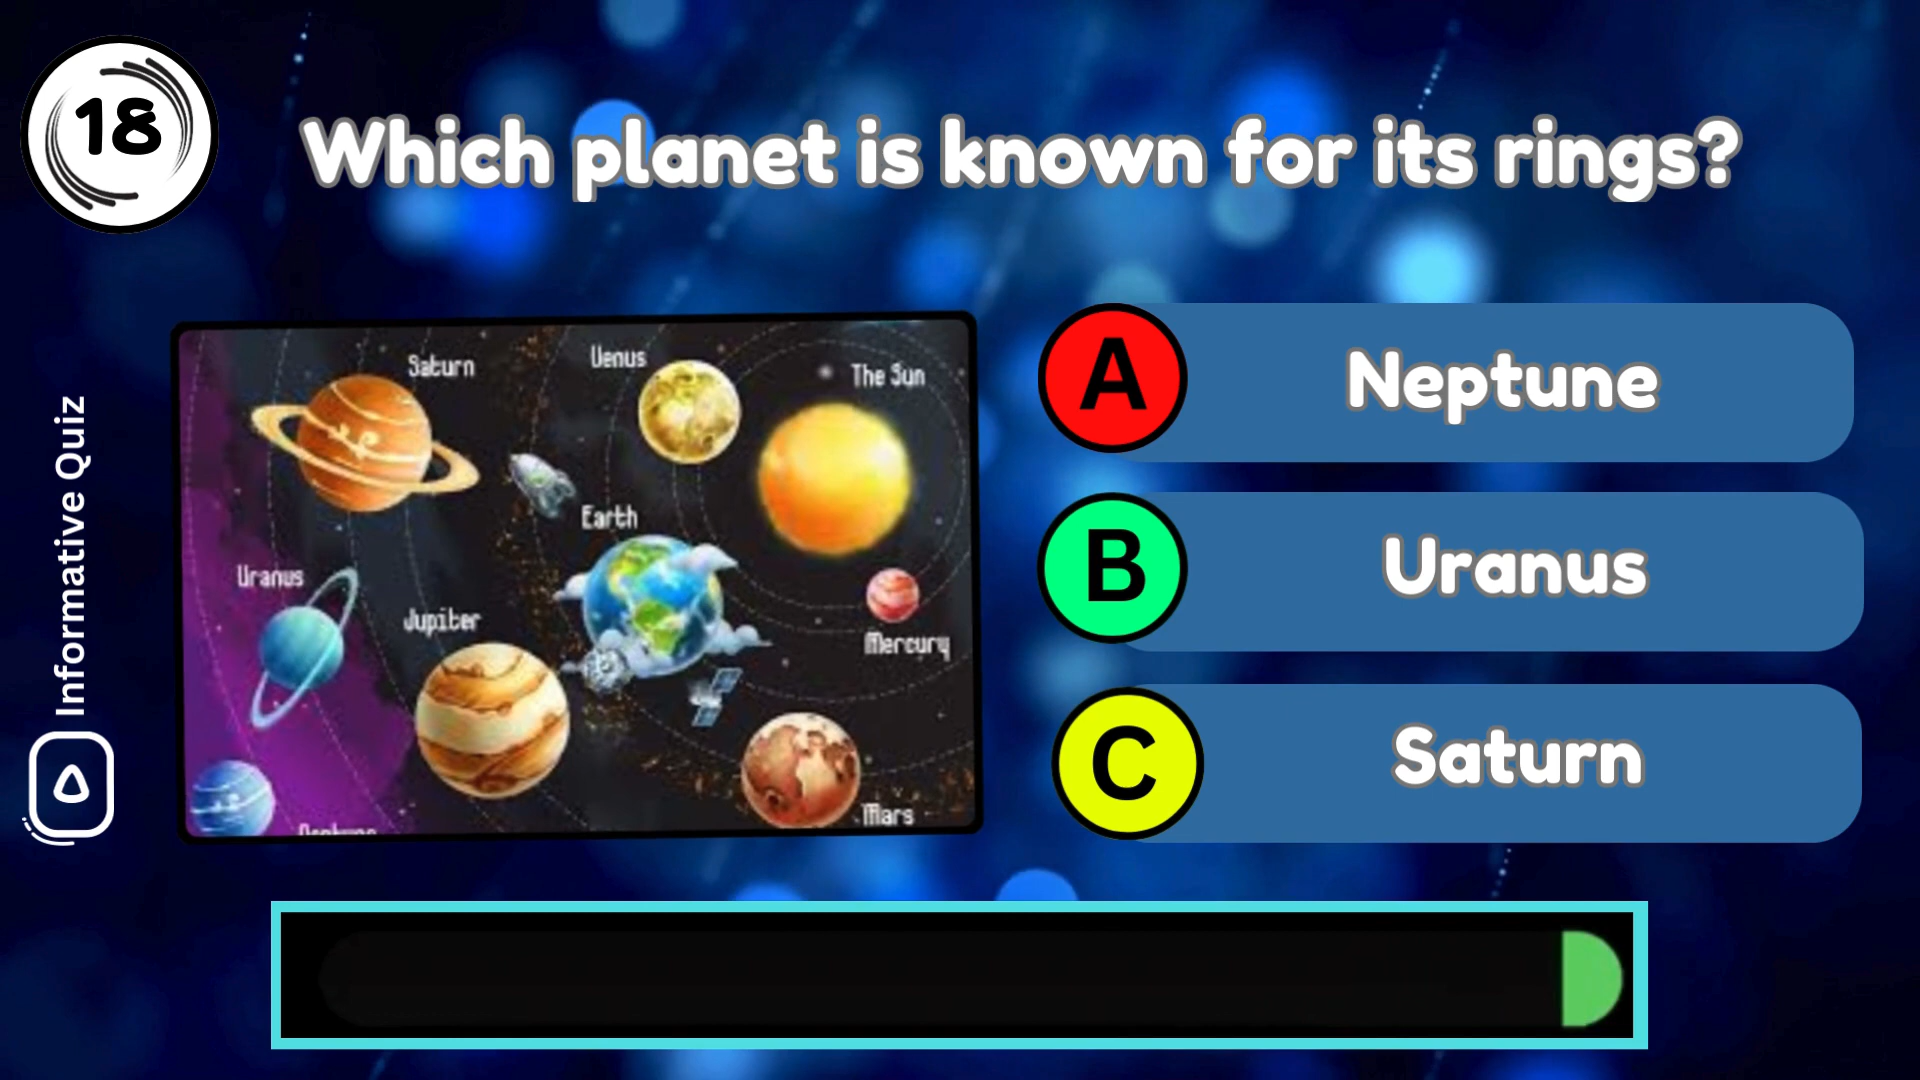 18
Which planet is known for its rings?
Informative Quiz
Saturn
Venus
The Sun
Earth
Uranus
Jupiter
Mercury
Mars
A
Neptune
B
Uranus
C
Saturn